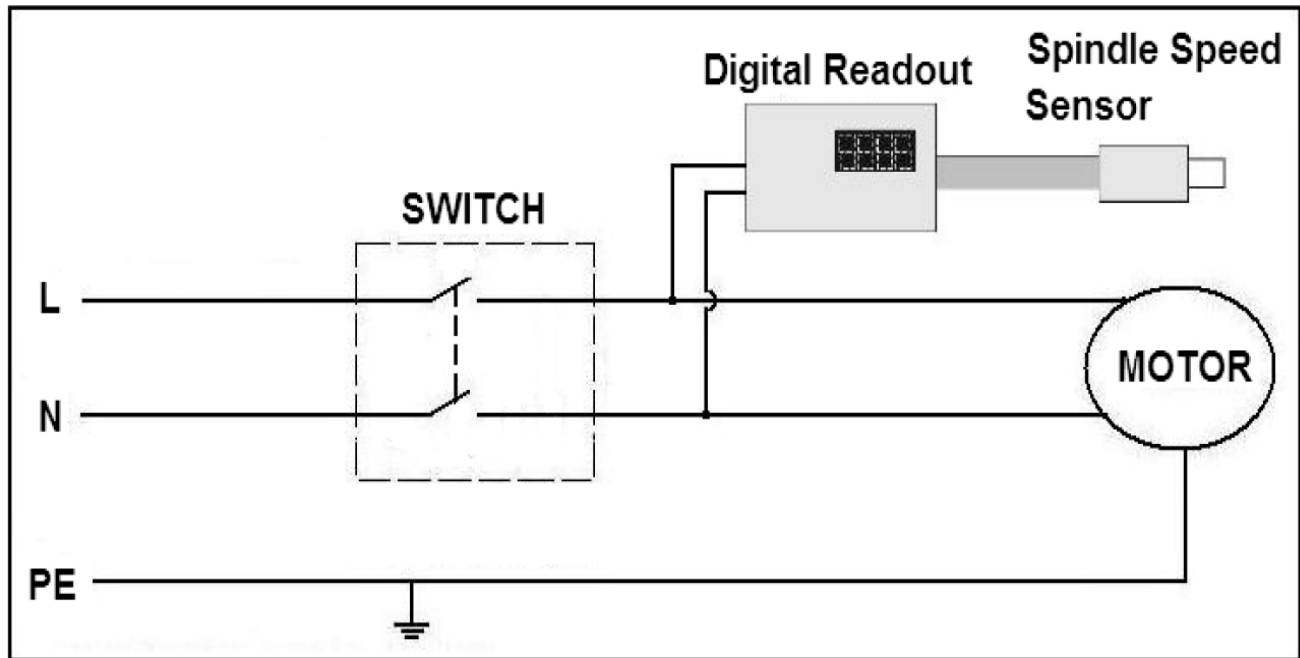 Digital Readout
Spindle Speed
Sensor
SWITCH
L
MOTOR
N
PE